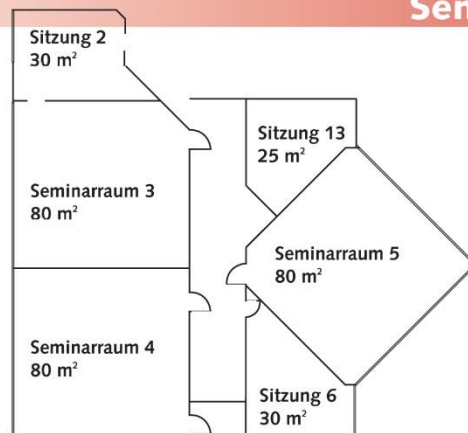 Sitzung 2
30 m²
Sitzung 13
25 m²
Seminarraum 3
80 m²
Seminarraum 5
80 m²
Seminarraum 4
80 m²
Sitzung 6
30 m²